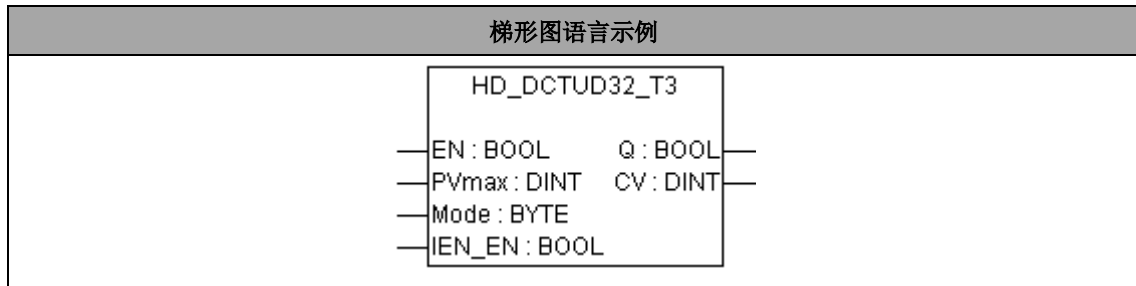 梯形图语言示例
HD_DCTUD32_T3
EN : BOOL Q : BOOL
PVmax : DINT CV : DINT
Mode : BYTE
IEN_EN : BOOL